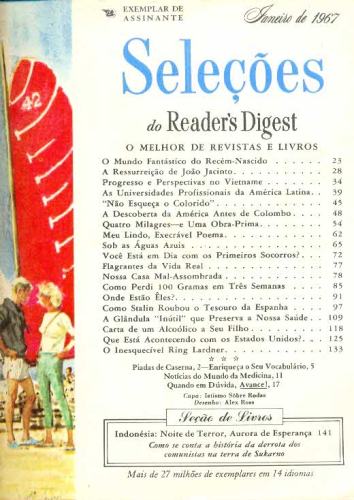 EXEMPLAR DE
ASSINANTE
Janeiro de 1967
42
Seleções
do Reader's Digest
O MELHOR DE REVISTAS E LIVROS
O Mundo Fantástico do Recém-Nascido . . . . . . 23
A Ressurreição de João Jacinto. . . . . . . . 28
Progresso e Perspectivas no Vietname . . . . . . 34
As Universidades Profissionais da América Latina. . 39
"Não Esqueça o Colorido". . . . . . . . . 45
A Descoberta da América Antes de Colombo. . . . 48
Quatro Milagres—e Uma Obra-Prima. . . . . . 54
Meu Lindo, Execrável Poema. . . . . . . . 62
Sob as Águas Azuis . . . . . . . . . . 65
Você Está em Dia com os Primeiros Socorros?. . . . 72
Flagrantes da Vida Real . . . . . . . . . 77
Nossa Casa Mal-Assombrada . . . . . . . . 78
Como Perdi 100 Gramas em Três Semanas . . . . 85
Onde Estão Êles?. . . . . . . . . . . 91
Como Stalin Roubou o Tesouro da Espanha . . . . 97
A Glândula "Inútil" que Preserva a Nossa Saúde. . 109
Carta de um Alcoólico a Seu Filho. . . . . . . 118
Que Está Acontecendo com os Estados Unidos?. . . 125
O Inesquecível Ring Lardner. . . . . . . . 133
Piadas de Caserna, 2—Enriqueça o Seu Vocabulário, 5
Notícias do Mundo da Medicina, 11
Quando em Dúvida, Avance!, 17
Capa: Iatismo Sôbre Rodas
Desenho: Alex Ross
Seção de Livros
Indonésia: Noite de Terror, Aurora de Esperança 141
Como se conta a história da derrota dos
comunistas na terra de Sukarno
Mais de 27 milhões de exemplares em 14 idiomas